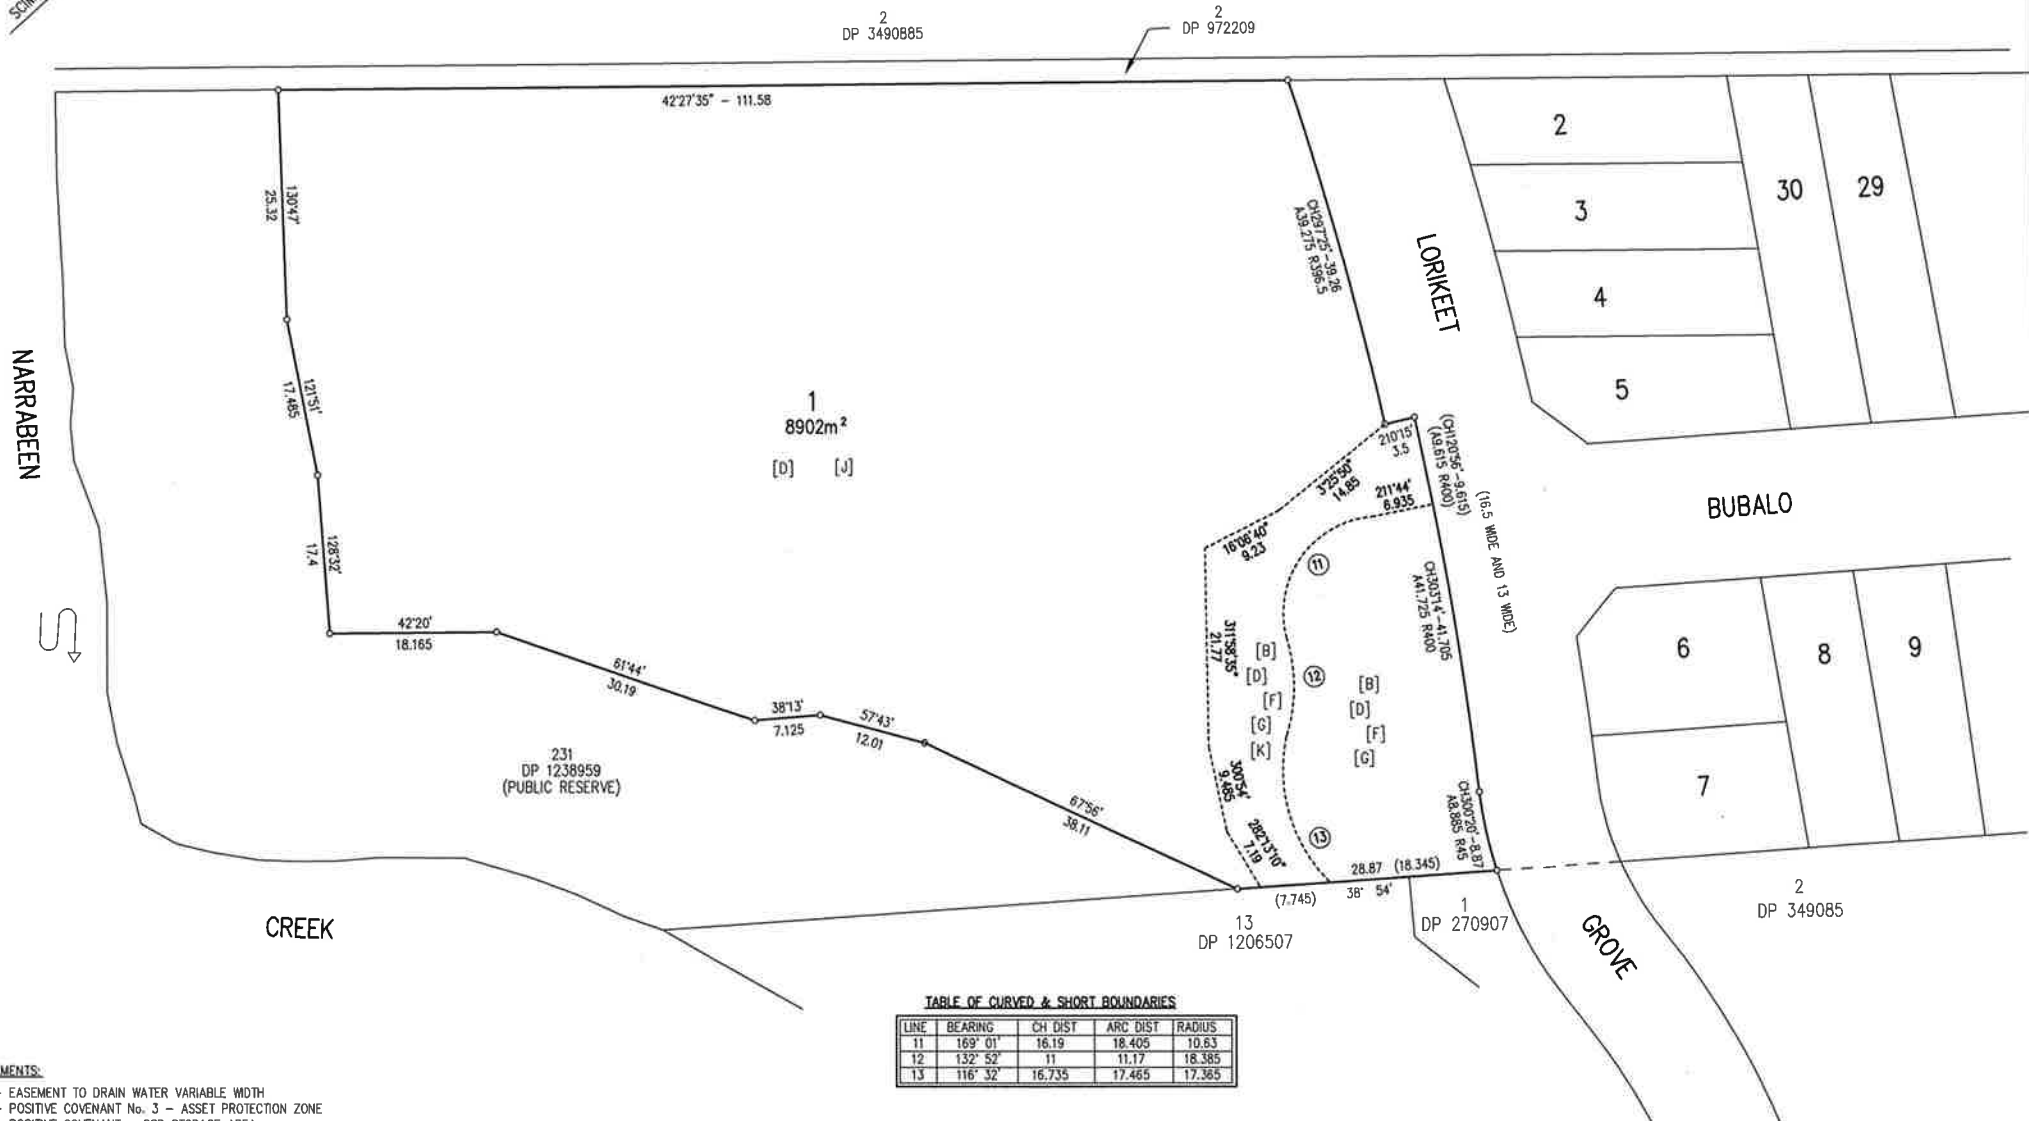 2
DP 3490885
2
DP 972209
42°27'35" - 111.58
130°47'
25.32
121°51'
17.485
128°32'
17.4
42°20'
18.165
61°44'
30.19
38°13'
7.125
57°43'
12.01
67°56'
38.11
NARRABEEN
CREEK
1
8902m²
[D] [J]
231
DP 1238959
(PUBLIC RESERVE)
CH297°25'-39.26
A39.275 R396.5
210°15'
3.5
(CH120°56'-9.615)
(A9.615 R400)
(16.5 WIDE AND 13 WIDE)
3°25'50"
14.85
211°44'
6.935
16°06'40"
9.23
311°58'35"
21.77
300°54'
9.485
282°13'10"
7.19
11
12
13
[B]
[D]
[F]
[G]
[K]
[B]
[D]
[F]
[G]
CH303°14'-41.705
A41.725 R400
CH300°20'-8.87
A8.885 R45
28.87 (18.345)
(7.745) 38° 54'
13
DP 1206507
1
DP 270907
LORIKEET
GROVE
BUBALO
2
3
4
5
30
29
6
7
8
9
2
DP 349085
TABLE OF CURVED & SHORT BOUNDARIES
LINE BEARING CH DIST ARC DIST RADIUS
11 169° 01' 16.19 18.405 10.63
12 132° 52' 11 11.17 18.385
13 116° 32' 16.735 17.465 17.365
MENTS:
- EASEMENT TO DRAIN WATER VARIABLE WIDTH
- POSITIVE COVENANT No. 3 - ASSET PROTECTION ZONE